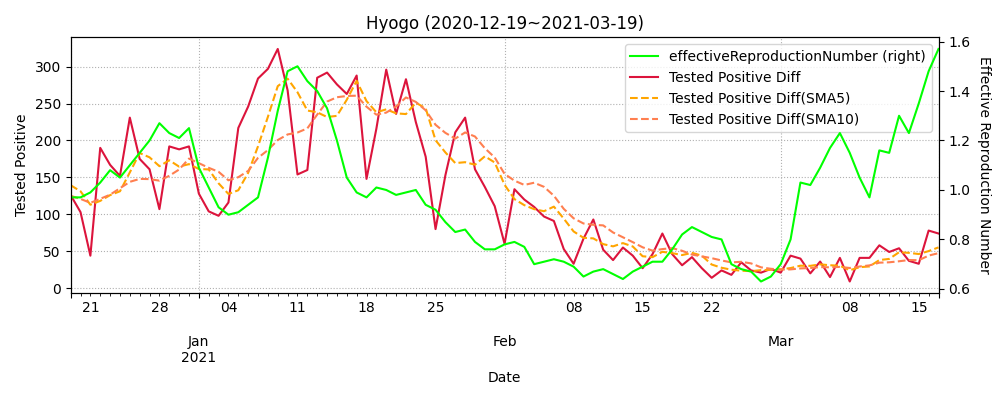 Hyogo (2020-12-19~2021-03-19)
effectiveReproductionNumber (right)
Tested Positive Diff
Tested Positive Diff(SMA5)
Tested Positive Diff(SMA10)
Tested Positive
300
250
200
150
100
50
0
1.6
1.4
1.2
1.0
0.8
0.6
Effective Reproduction Number
21 28 04 11 18 25 08 15 22 08 15
Jan Feb Mar
2021
Date